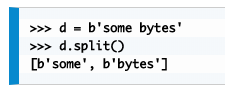 >>> d = b'some bytes'
>>> d.split()
[b'some', b'bytes']